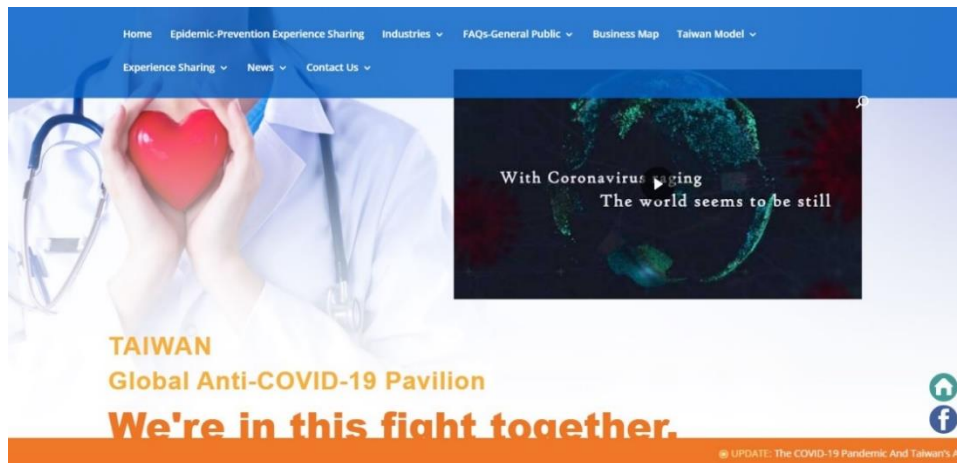 Home Epidemic-Prevention Experience Sharing Industries FAQs-General Public Business Map Taiwan Model
Experience Sharing News Contact Us
With Coronavirus raging
The world seems to be still
TAIWAN
Global Anti-COVID-19 Pavilion
We're in this fight together.
UPDATE: The COVID-19 Pandemic And Taiwan's A
f